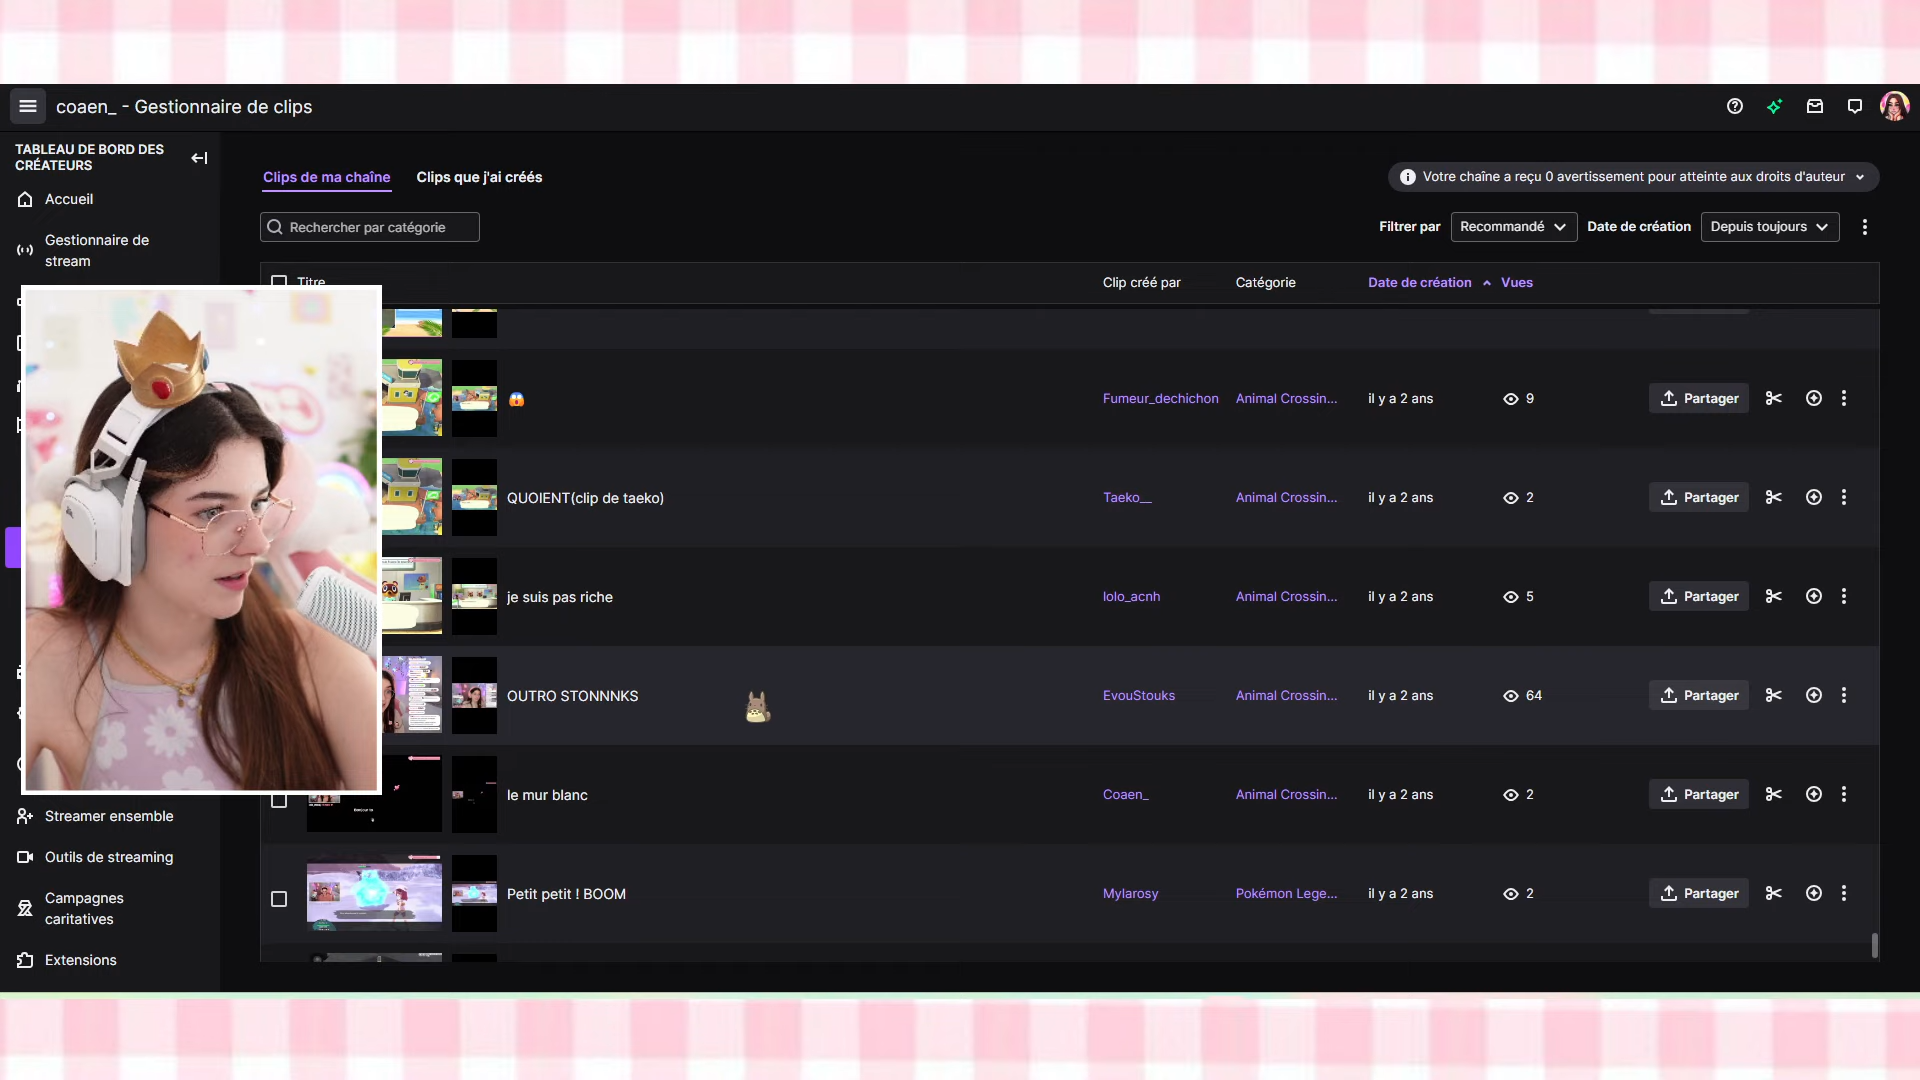 coaen_ - Gestionnaire de clips
TABLEAU DE BORD DES
CRÉATEURS
Accueil
Gestionnaire de
stream
Streamer ensemble
Outils de streaming
Campagnes
caritatives
Extensions
Clips de ma chaîne
Clips que j'ai créés
Votre chaîne a reçu 0 avertissement pour atteinte aux droits d'auteur
Rechercher par catégorie
Filtrer par
Recommandé
Date de création
Depuis toujours
Titre
Clip créé par
Catégorie
Date de création
Vues
😱
Fumeur_dechichon
Animal Crossin...
il y a 2 ans
9
Partager
QUOIENT(clip de taeko)
Taeko__
Animal Crossin...
il y a 2 ans
2
Partager
je suis pas riche
lolo_acnh
Animal Crossin...
il y a 2 ans
5
Partager
OUTRO STONNNKS
EvouStouks
Animal Crossin...
il y a 2 ans
64
Partager
le mur blanc
Coaen_
Animal Crossin...
il y a 2 ans
2
Partager
Petit petit ! BOOM
Mylarosy
Pokémon Lege...
il y a 2 ans
2
Partager